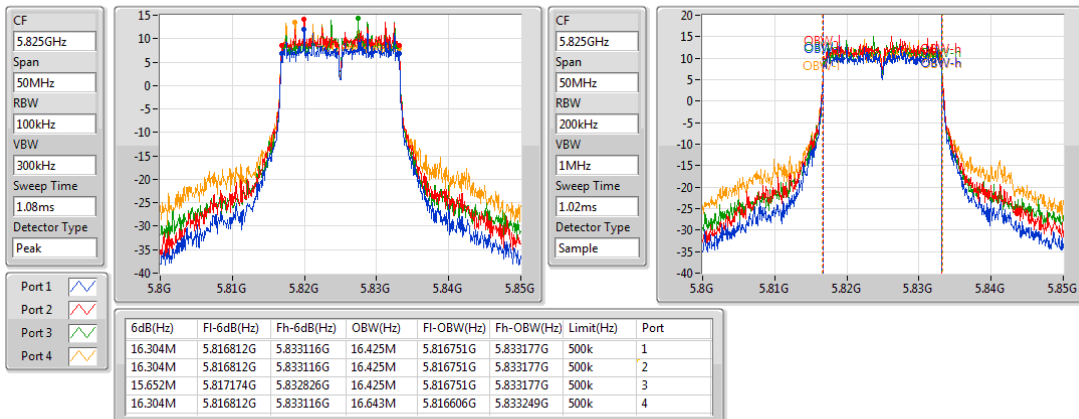 CF
5.825GHz
Span
50MHz
RBW
100kHz
VBW
300kHz
Sweep Time
1.08ms
Detector Type
Peak
15
10
5
0
-5
-10
-15
-20
-25
-30
-35
-40
5.8G 5.81G 5.82G 5.83G 5.84G 5.85G
CF
5.825GHz
Span
50MHz
RBW
200kHz
VBW
1MHz
Sweep Time
1.02ms
Detector Type
Sample
20
15
10
5
0
-5
-10
-15
-20
-25
-30
-35
-40
OBW-h
5.8G 5.81G 5.82G 5.83G 5.84G 5.85G
Port 1
Port 2
Port 3
Port 4
6dB(Hz) Fl-6dB(Hz) Fh-6dB(Hz) OBW(Hz) Fl-OBW(Hz) Fh-OBW(Hz) Limit(Hz) Port
16.304M 5.816812G 5.833116G 16.425M 5.816751G 5.833177G 500k 1
16.304M 5.816812G 5.833116G 16.425M 5.816751G 5.833177G 500k 2
15.652M 5.817174G 5.832826G 16.425M 5.816751G 5.833177G 500k 3
16.304M 5.816812G 5.833116G 16.643M 5.816606G 5.833249G 500k 4